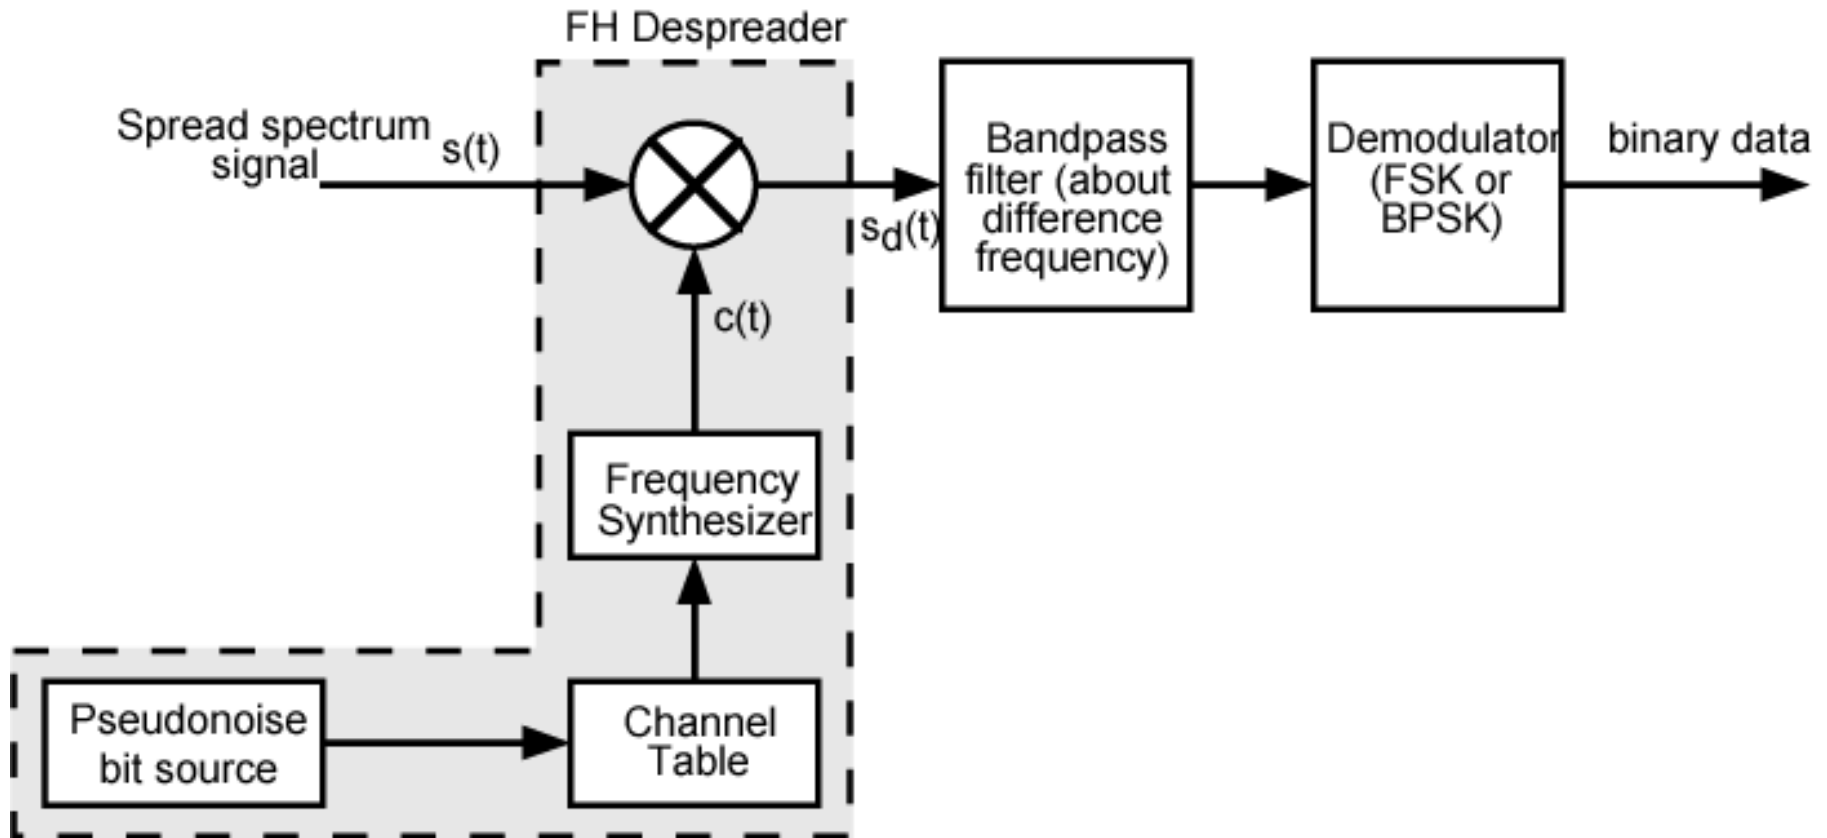 FH Despreader
Spread spectrum
signal
s(t)
Bandpass
filter (about
difference
frequency)
Demodulator
(FSK or
BPSK)
binary data
sd(t)
c(t)
Frequency
Synthesizer
Pseudonoise
bit source
Channel
Table